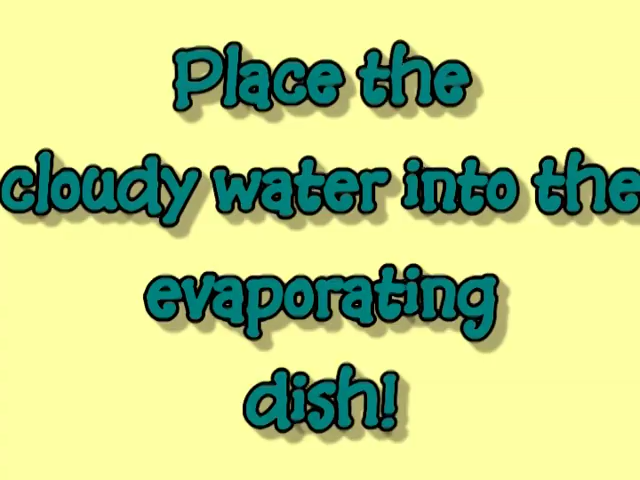 Place the
cloudy water into the
evaporating
dish!